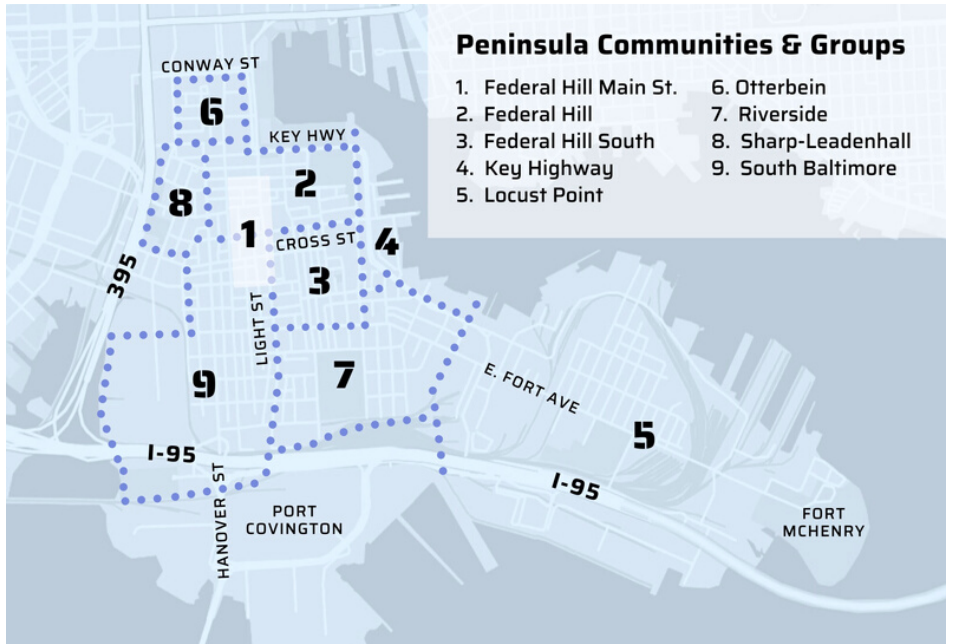 Peninsula Communities & Groups
1. Federal Hill Main St.
2. Federal Hill
3. Federal Hill South
4. Key Highway
5. Locust Point
6. Otterbein
7. Riverside
8. Sharp-Leadenhall
9. South Baltimore
CONWAY ST
6
KEY HWY
2
8
1
CROSS ST
4
3
395
LIGHT ST
9
7
E. FORT AVE
5
I-95
I-95
HANOVER ST
PORT
COVINGTON
FORT
MCHENRY